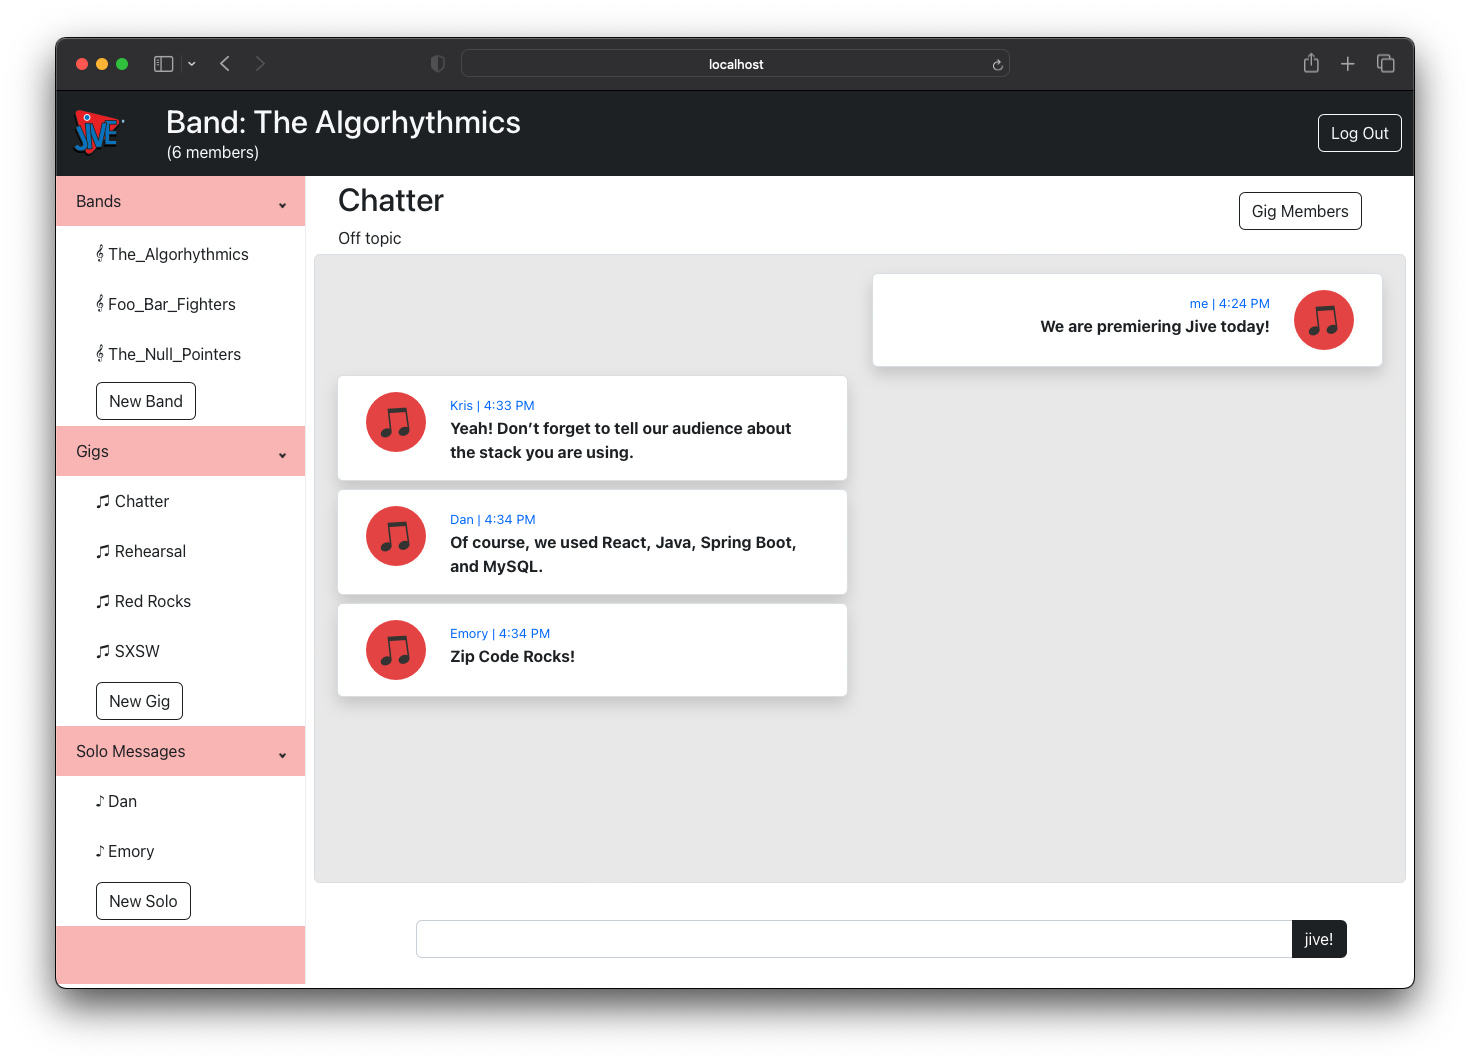 localhost
JIVE
Band: The Algorhythmics
(6 members)
Log Out
Bands
The_Algorhythmics
Foo_Bar_Fighters
The_Null_Pointers
New Band
Gigs
Chatter
Rehearsal
Red Rocks
SXSW
New Gig
Solo Messages
Dan
Emory
New Solo
Chatter
Off topic
Gig Members
me | 4:24 PM
We are premiering Jive today!
Kris | 4:33 PM
Yeah! Don’t forget to tell our audience about
the stack you are using.
Dan | 4:34 PM
Of course, we used React, Java, Spring Boot,
and MySQL.
Emory | 4:34 PM
Zip Code Rocks!
jive!